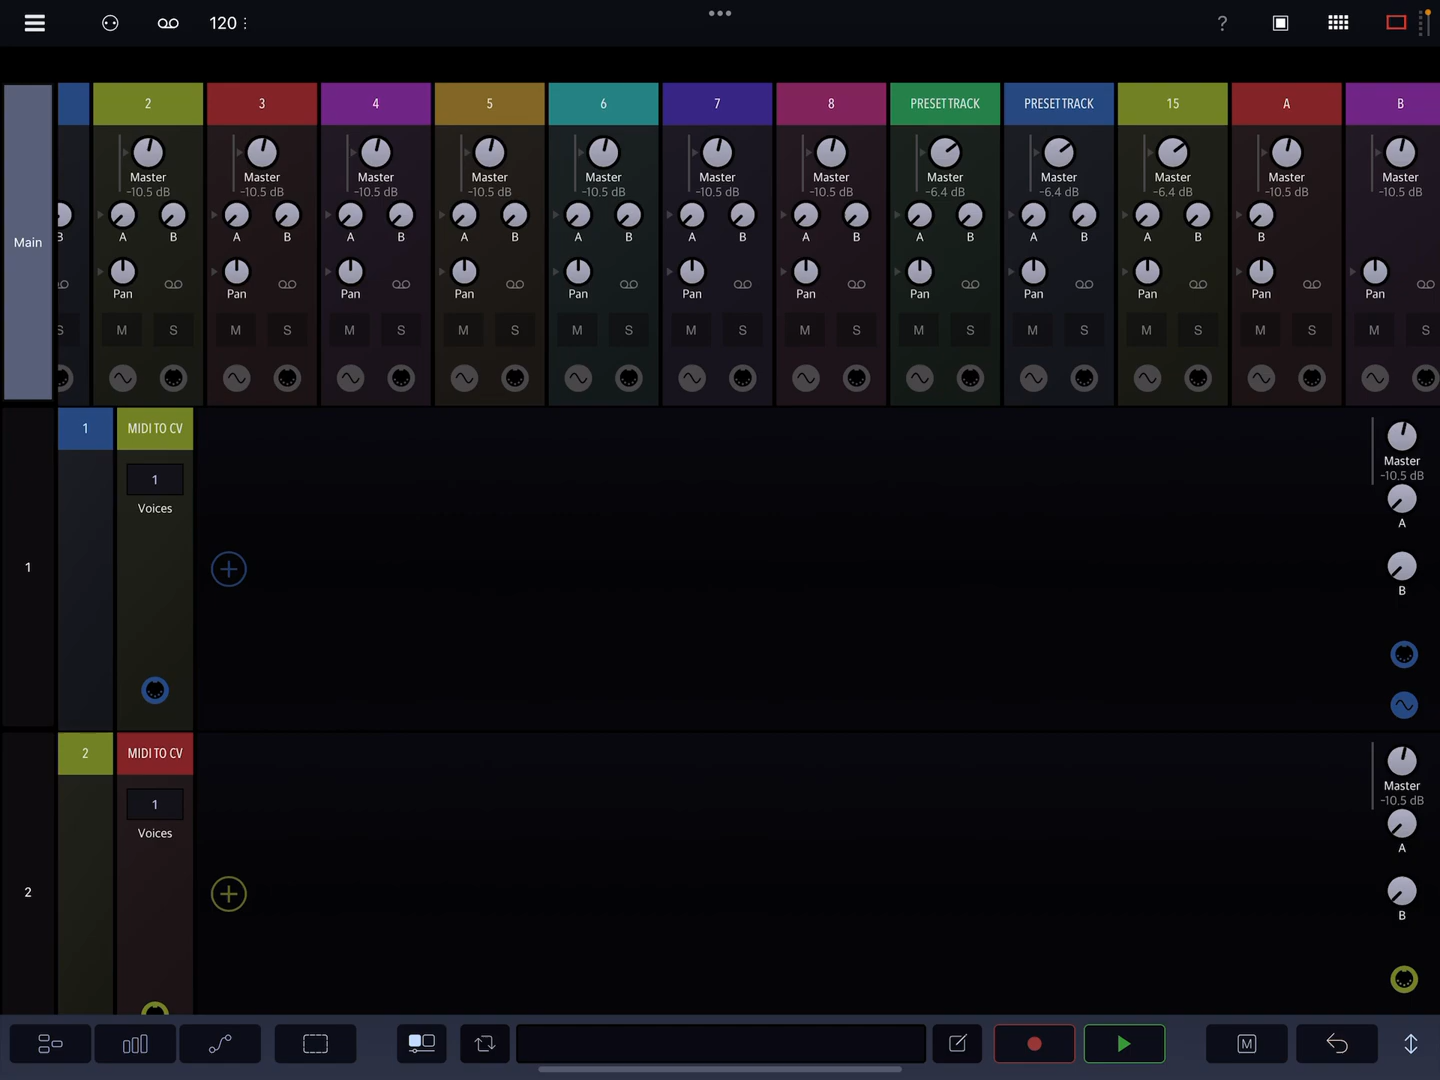 120
?
2 3 4 5 6 7 8 PRESET TRACK PRESET TRACK 15 A B
Master Master Master Master Master Master Master Master Master Master Master Master
-10.5 dB -10.5 dB -10.5 dB -10.5 dB -10.5 dB -10.5 dB -10.5 dB -6.4 dB -6.4 dB -6.4 dB -10.5 dB -10.5 dB
Main
B A B A B A B A B A B A B A B A B A B A B B
Pan Pan Pan Pan Pan Pan Pan Pan Pan Pan Pan Pan
S M S M S M S M S M S M S M S M S M S M S M S M S
1 MIDI TO CV
1
Voices
Master
-10.5 dB
A
1
B
2 MIDI TO CV
1
Voices
Master
-10.5 dB
A
2
B
M